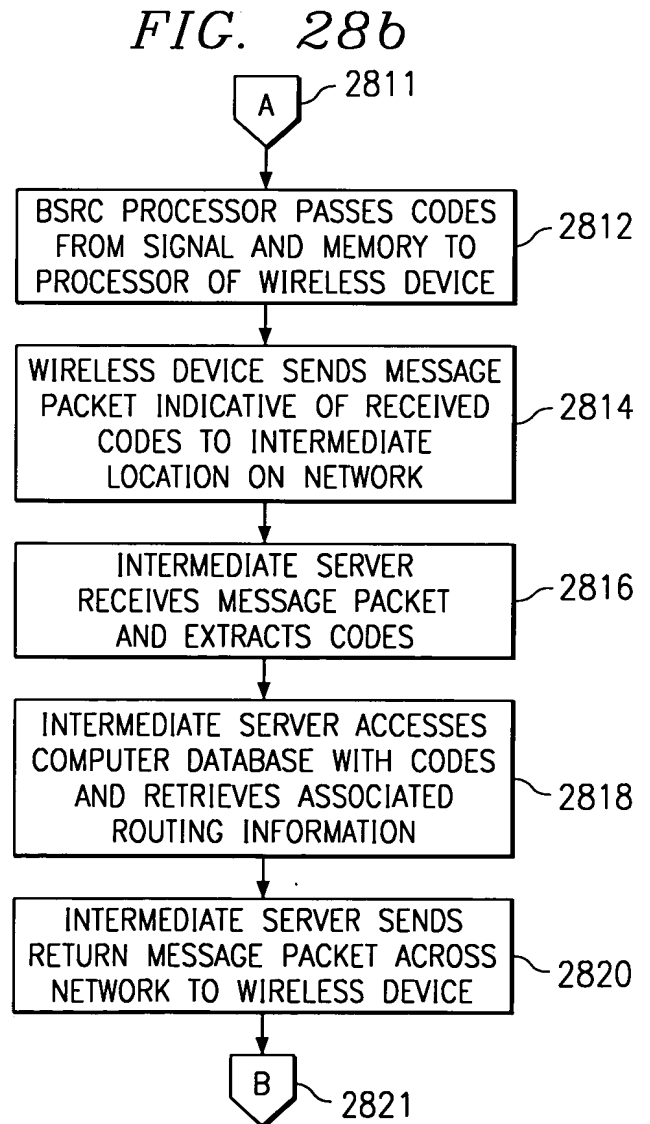 FIG. 28b
A
2811
BSRC PROCESSOR PASSES CODES
FROM SIGNAL AND MEMORY TO
PROCESSOR OF WIRELESS DEVICE
2812
WIRELESS DEVICE SENDS MESSAGE
PACKET INDICATIVE OF RECEIVED
CODES TO INTERMEDIATE
LOCATION ON NETWORK
2814
INTERMEDIATE SERVER
RECEIVES MESSAGE PACKET
AND EXTRACTS CODES
2816
INTERMEDIATE SERVER ACCESSES
COMPUTER DATABASE WITH CODES
AND RETRIEVES ASSOCIATED
ROUTING INFORMATION
2818
INTERMEDIATE SERVER SENDS
RETURN MESSAGE PACKET ACROSS
NETWORK TO WIRELESS DEVICE
2820
B
2821